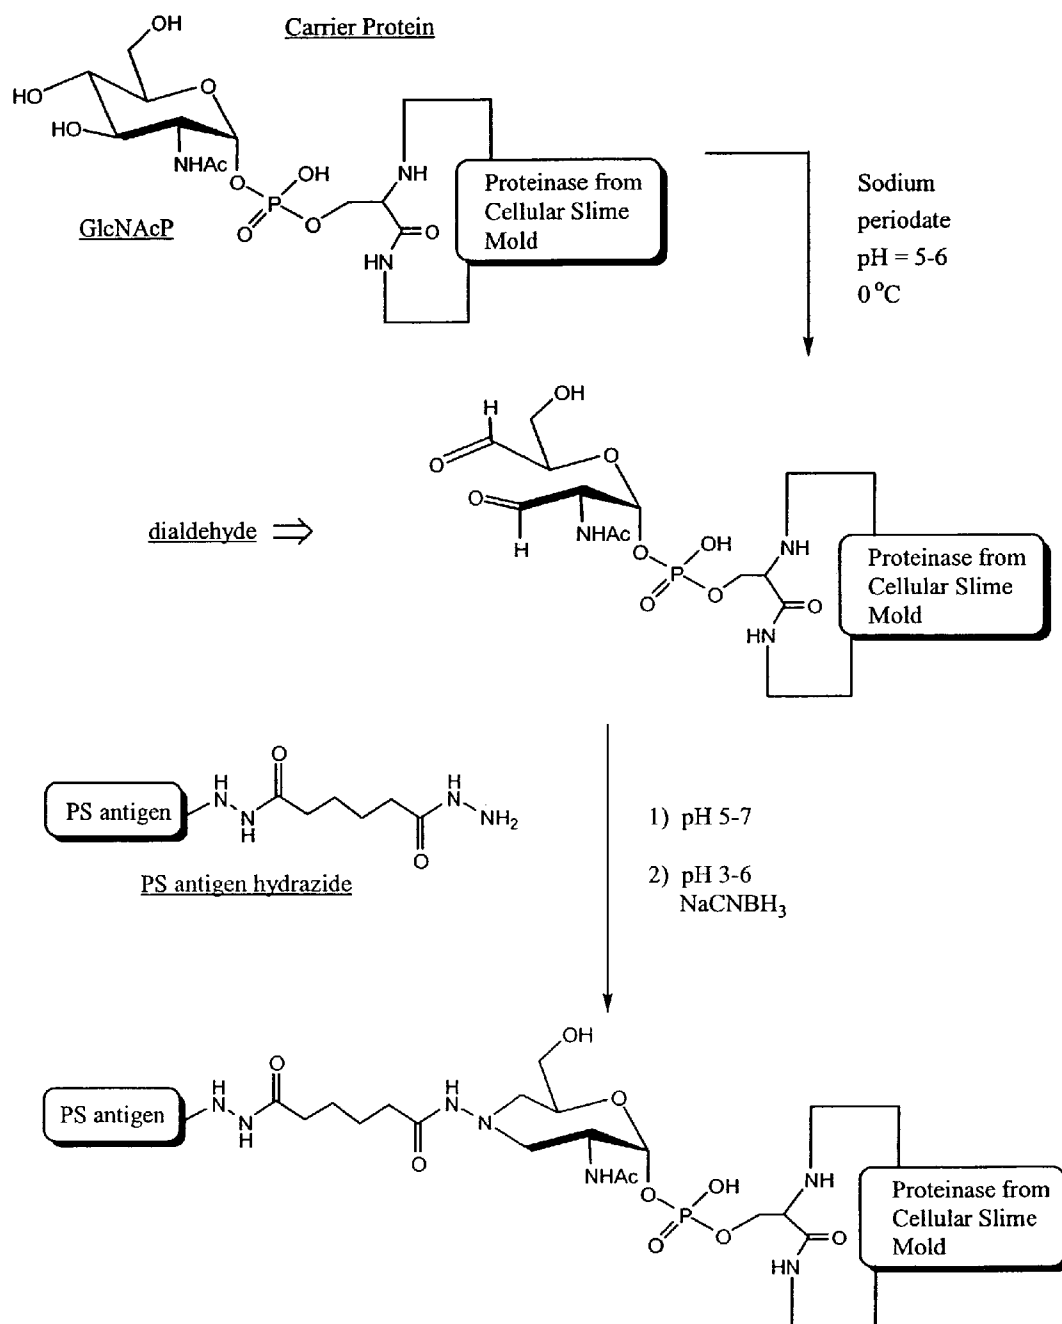 Carrier Protein
OH
HO
O
HO
NHAc
O
OH
P
O
O
NH
O
HN
GlcNAcP
Proteinase from
Cellular Slime
Mold
Sodium
periodate
pH = 5-6
0 °C
OH
H
O
O
O
H
NHAc
O
OH
P
O
O
NH
O
HN
dialdehyde ⇒
Proteinase from
Cellular Slime
Mold
PS antigen
H
N
N
H
O
O
H
N
NH2
PS antigen hydrazide
1) pH 5-7
2) pH 3-6
NaCNBH3
PS antigen
H
N
N
H
O
O
H
N
N
OH
O
NHAc
O
OH
P
O
O
NH
O
HN
Proteinase from
Cellular Slime
Mold